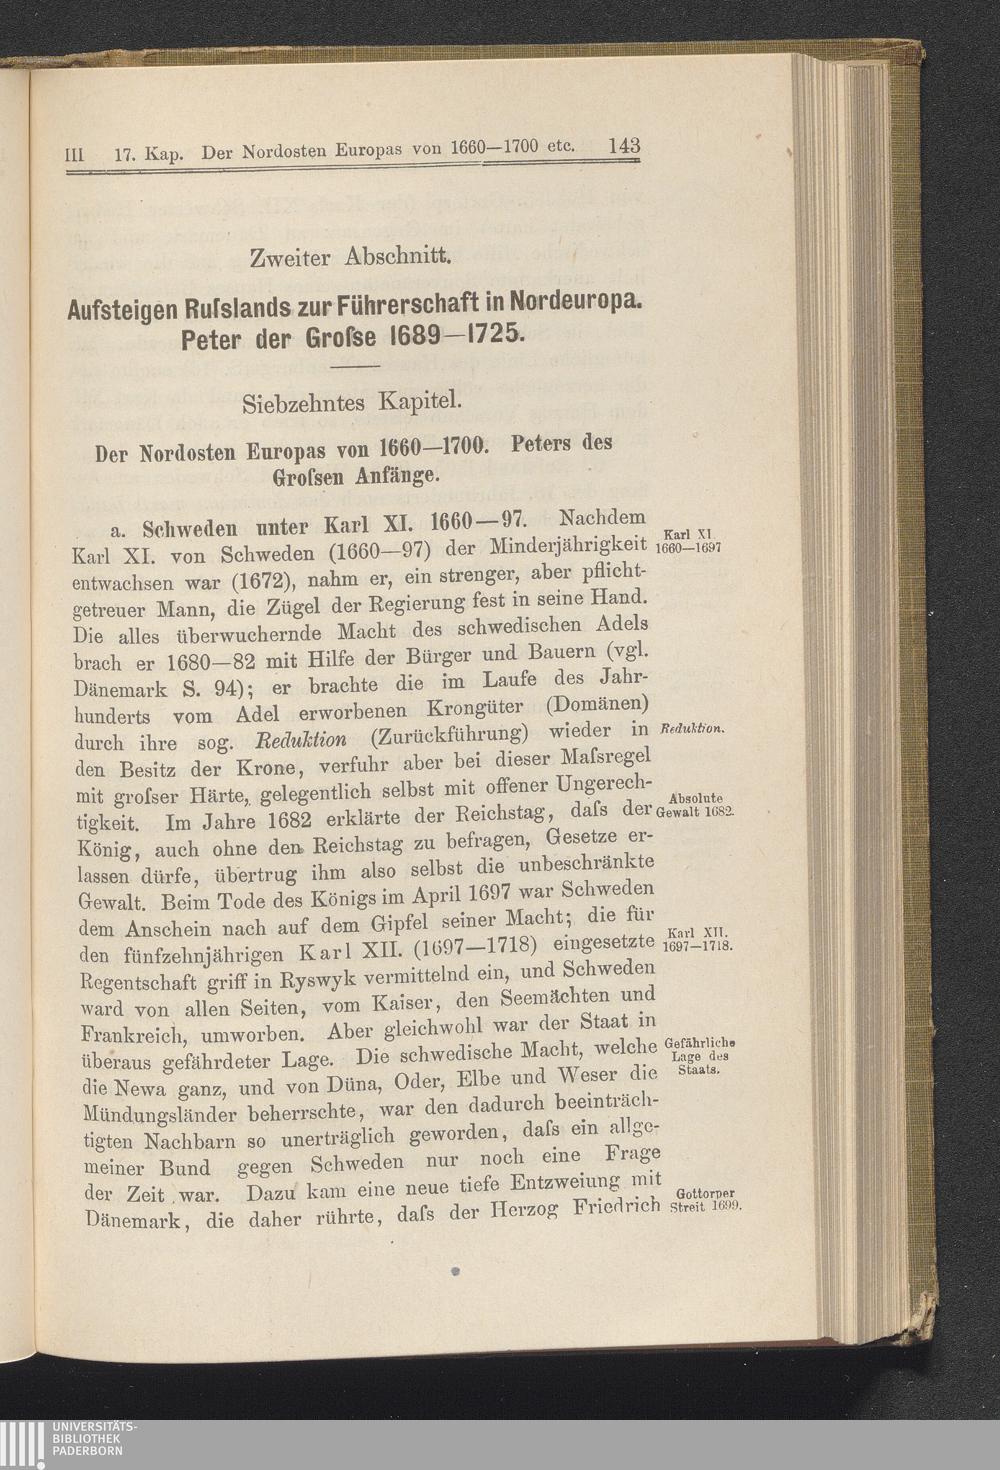 III 17. Kap. Der Nordosten Europas von 1660—1700 etc. 143
Zweiter Abschnitt.
Aufsteigen Ruſslands zur Führerschaft in Nordeuropa.
Peter der Groſse 1689—1725.
Siebzehntes Kapitel.
Der Nordosten Europas von 1660—1700. Peters des
Groſsen Anfänge.
a. Schweden unter Karl XI. 1660—97. Nachdem
Karl XI. von Schweden (1660—97) der Minderjährigkeit
Karl XI
1660—1697
entwachsen war (1672), nahm er, ein strenger, aber pflicht-
getreuer Mann, die Zügel der Regierung fest in seine Hand.
Die alles überwuchernde Macht des schwedischen Adels
brach er 1680—82 mit Hilfe der Bürger und Bauern (vgl.
Dänemark S. 94); er brachte die im Laufe des Jahr-
hunderts vom Adel erworbenen Krongüter (Domänen)
durch ihre sog. Reduktion (Zurückführung) wieder in
Reduktion.
den Besitz der Krone, verfuhr aber bei dieser Maſsregel
mit groſser Härte, gelegentlich selbst mit offener Ungerech-
tigkeit. Im Jahre 1682 erklärte der Reichstag, daſs der
Absolute
Gewalt 1682.
König, auch ohne den Reichstag zu befragen, Gesetze er-
lassen dürfe, übertrug ihm also selbst die unbeschränkte
Gewalt. Beim Tode des Königs im April 1697 war Schweden
dem Anschein nach auf dem Gipfel seiner Macht; die für
den fünfzehnjährigen Karl XII. (1697—1718) eingesetzte
Karl XII.
1697—1718.
Regentschaft griff in Ryswyk vermittelnd ein, und Schweden
ward von allen Seiten, vom Kaiser, den Seemächten und
Frankreich, umworben. Aber gleichwohl war der Staat in
überaus gefährdeter Lage. Die schwedische Macht, welche
Gefährliche
Lage des
Staats.
die Newa ganz, und von Düna, Oder, Elbe und Weser die
Mündungsländer beherrschte, war den dadurch beeinträch-
tigten Nachbarn so unerträglich geworden, daſs ein allge-
meiner Bund gegen Schweden nur noch eine Frage
der Zeit war. Dazu kam eine neue tiefe Entzweiung mit
Dänemark, die daher rührte, daſs der Herzog Friedrich
Gottorper
Streit 1699.
UNIVERSITÄTS-
BIBLIOTHEK
PADERBORN